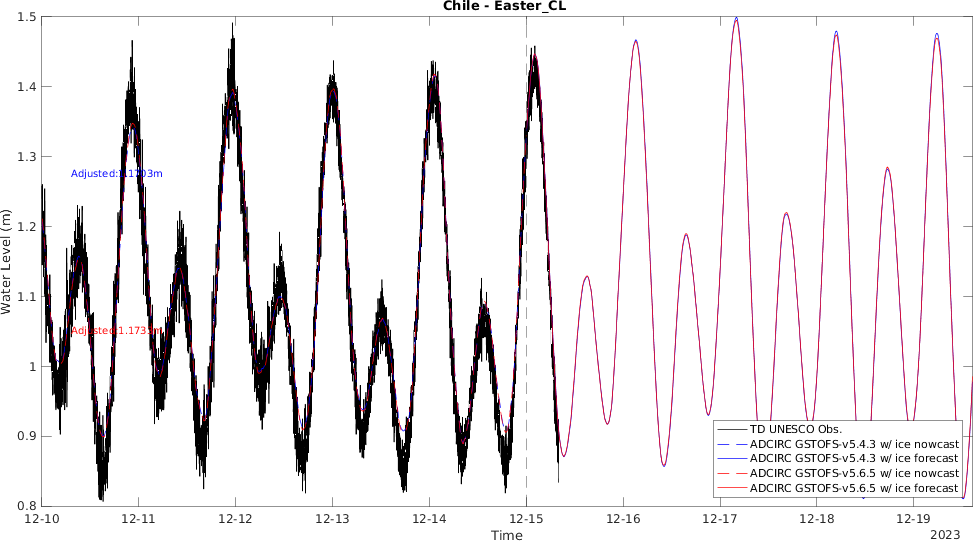 Chile - Easter_CL
1.5
1.4
1.3
1.2
1.1
1
0.9
0.8
Water Level (m)
Adjusted:1.1703m
TD UNESCO Obs.
ADCIRC GSTOFS-v5.4.3 w/ ice nowcast
ADCIRC GSTOFS-v5.4.3 w/ ice forecast
ADCIRC GSTOFS-v5.6.5 w/ ice nowcast
ADCIRC GSTOFS-v5.6.5 w/ ice forecast
12-10 12-11 12-12 12-13 12-14 12-15 12-16 12-17 12-18 12-19
Time
2023